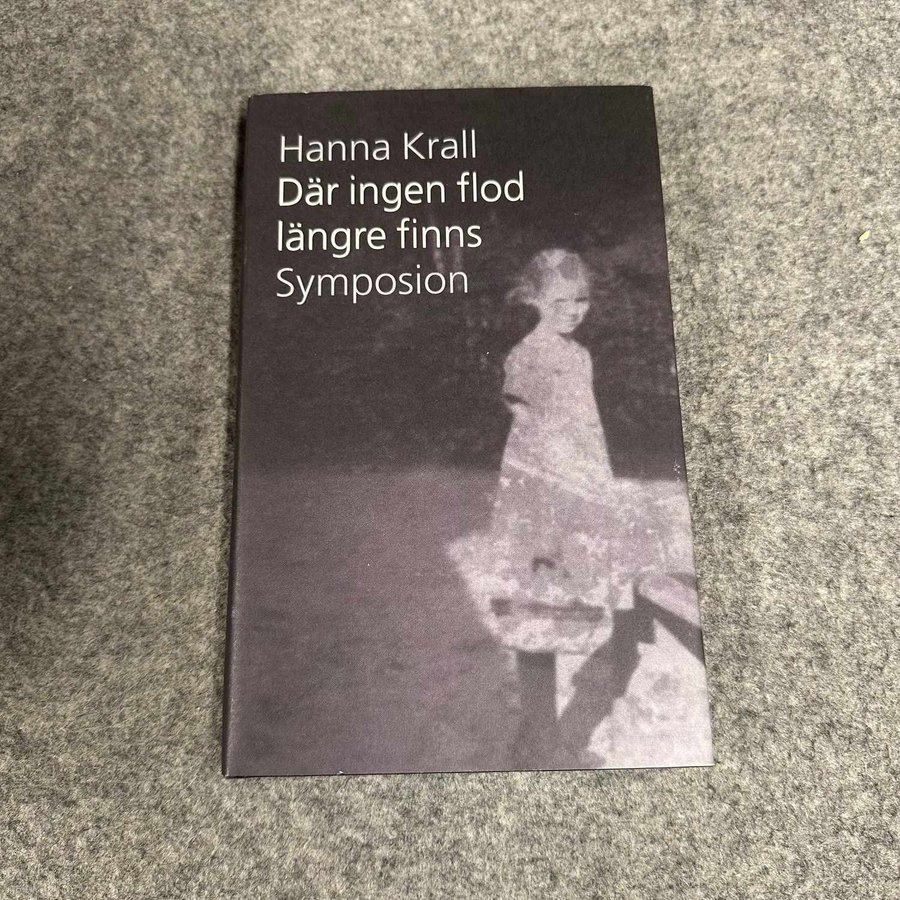 Hanna Krall
Där ingen flod
längre finns
Symposion